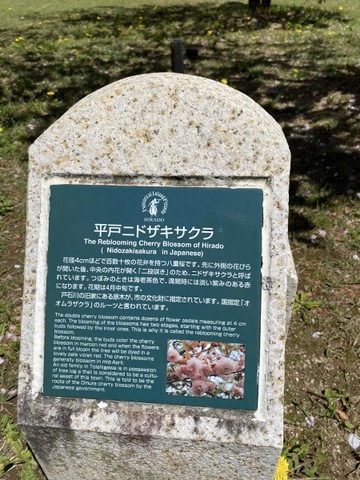 HIRADO
平戸ニドザキサクラ
The Reblooming Cherry Blossom of Hirado
( Nidozakisakura in Japanese)
花径4cmほどで百数十枚の花弁を持つ八重桜です。先に外側の花びら
が開いた後、中央の内花が開く「二段咲き」のため、ニドザキサクラと呼ば
れています。つぼみのときは海老茶色で、満開時には淡い紫みのある赤
になります。花期は4月中旬です。
戸石川の旧家にある原木が、市の文化財に指定されています。国指定「オ
オムラザクラ」のルーツと言われています。
The double cherry blossom contains dozens of flower pedals measuring at 4 cm
each. The blooming of the blossoms has two stages, starting with the outer
buds followed by the inner ones. This is why it is called the reblooming cherry
blossom.
Before blooming, the buds color the cherry
blossom in maroon red and when the flowers
are in full bloom the tree will be dyed in a
lovely pale violet red. The cherry blossoms
generally blossom in mid-April.
An old family in Toishigawa is in possession
of tree log a that is considered to be a cultu-
ral asset of this town. This is told to be the
roots of the Omura cherry blossom by the
Japanese government.